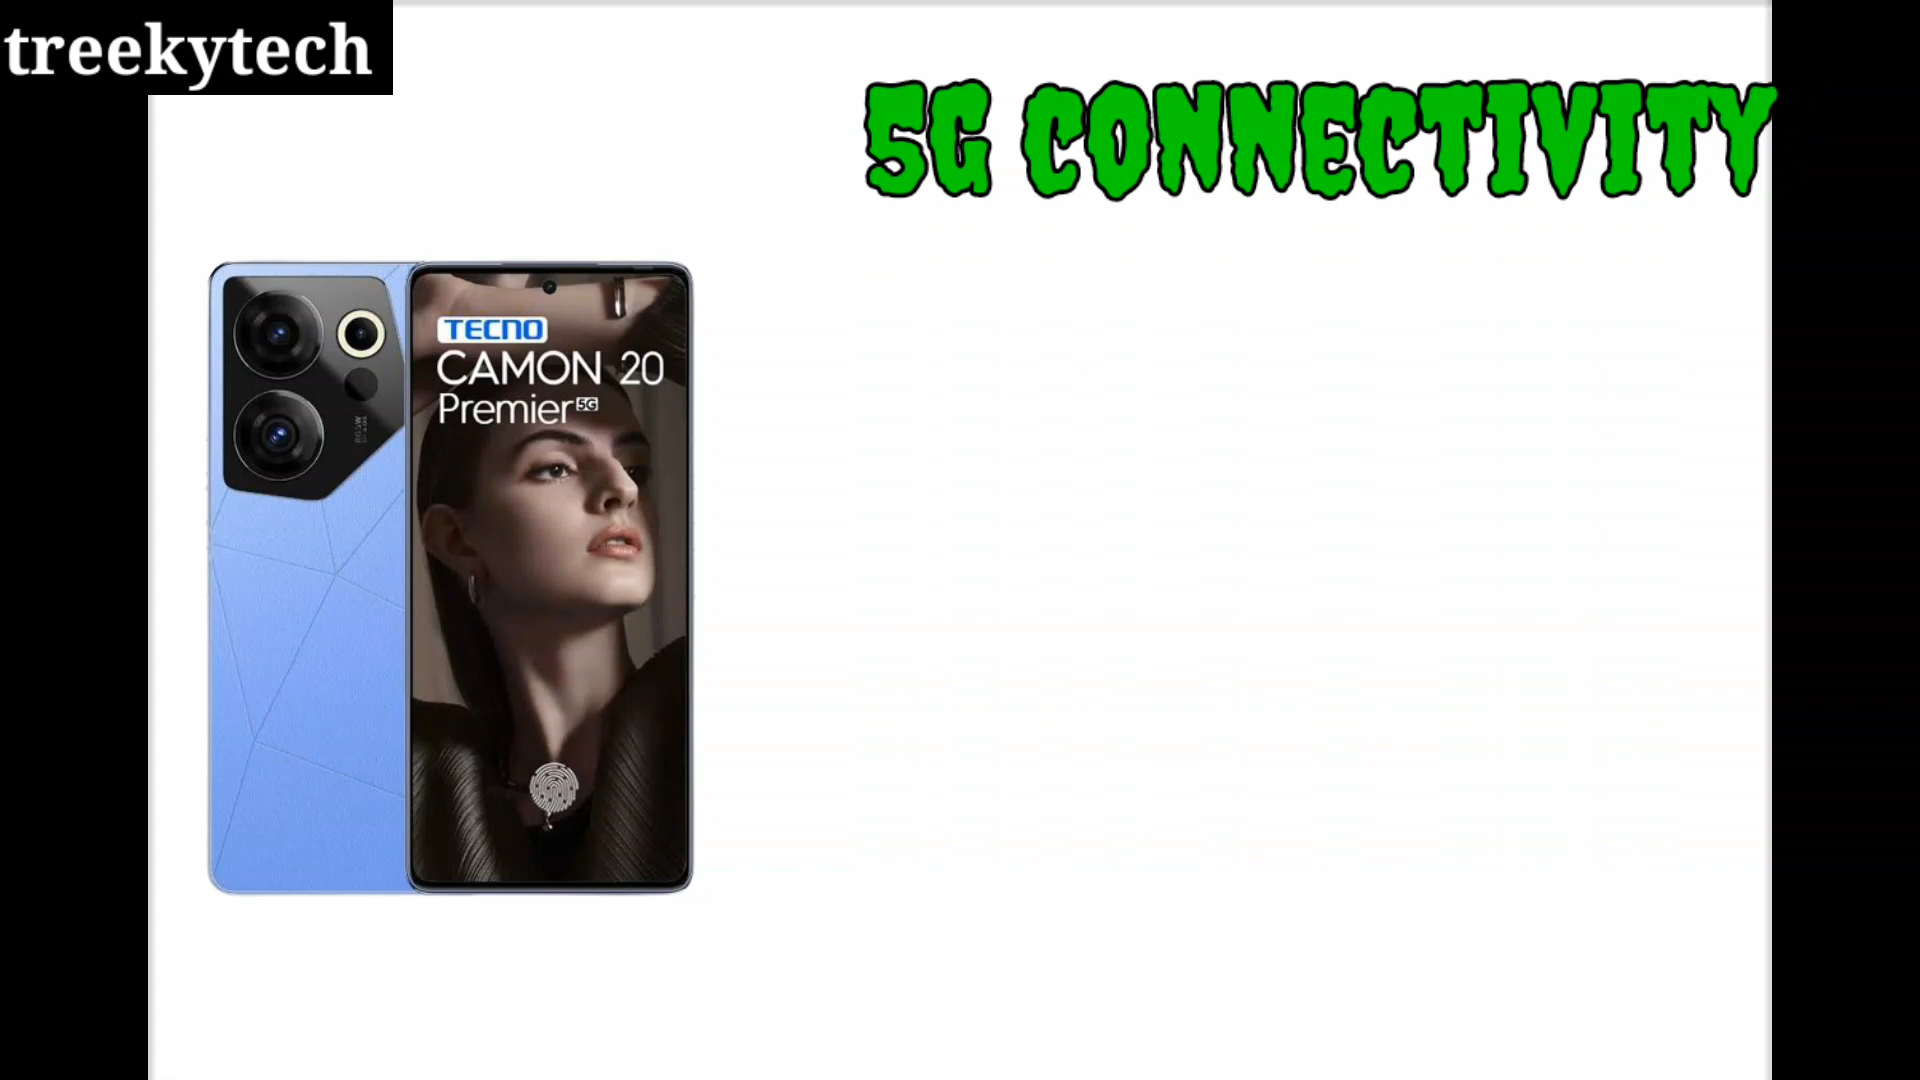 treekytech
5G CONNECTIVITY
TECNO
CAMON 20
Premier 5G